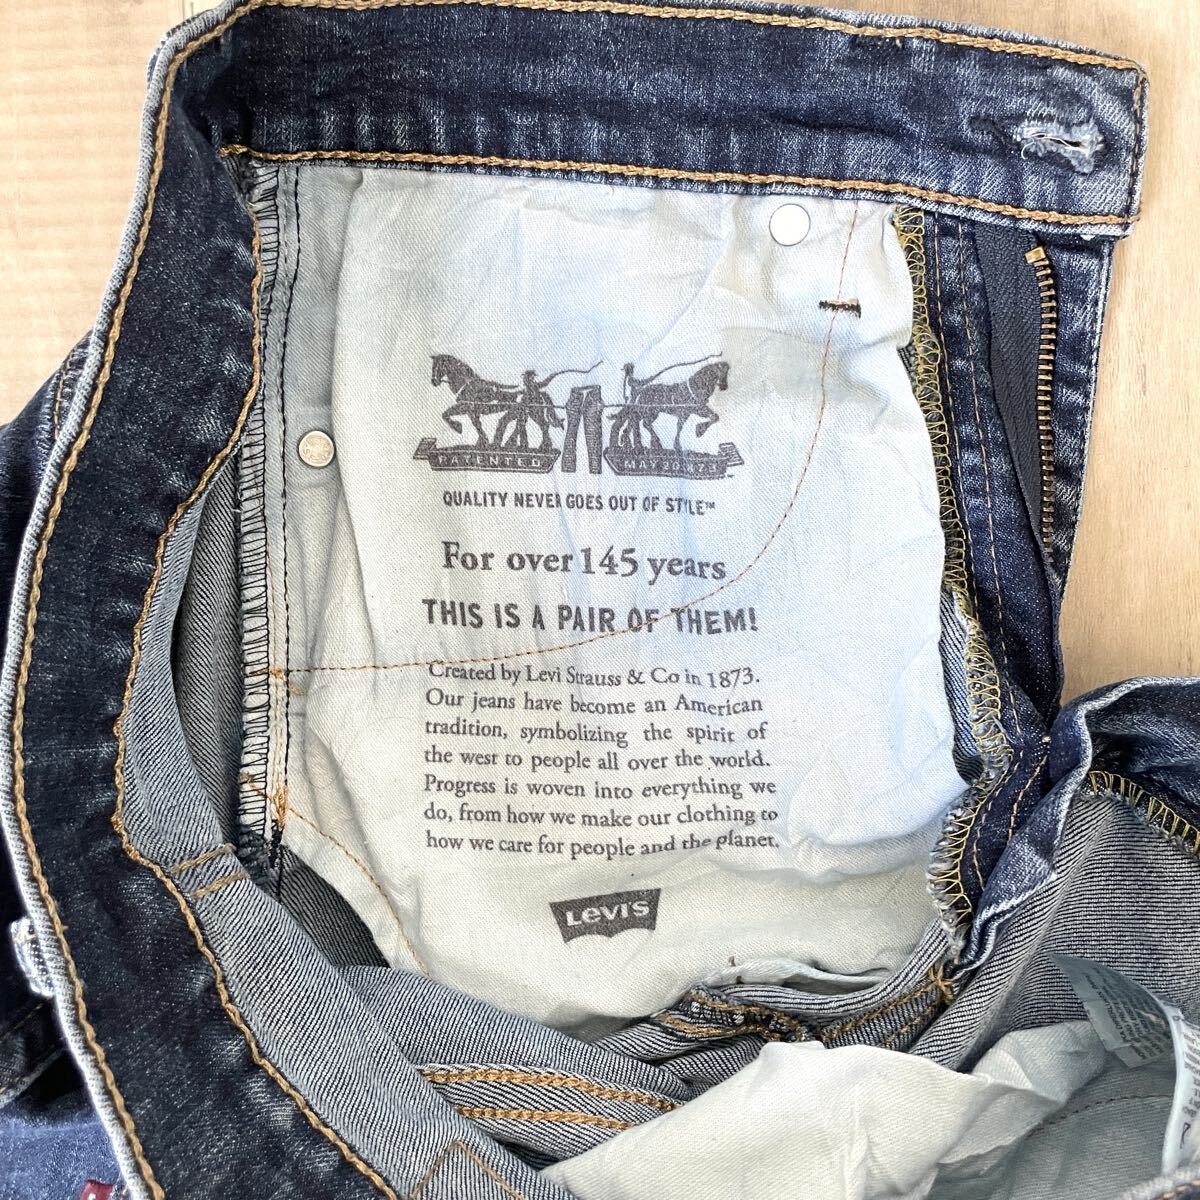 PATENTED MAY 20 1873
QUALITY NEVER GOES OUT OF STYLE™
For over 145 years
THIS IS A PAIR OF THEM!
Created by Levi Strauss & Co in 1873.
Our jeans have become an American
tradition, symbolizing the spirit of
the west to people all over the world.
Progress is woven into everything we
do, from how we make our clothing to
how we care for people and the planet.
LEVI'S